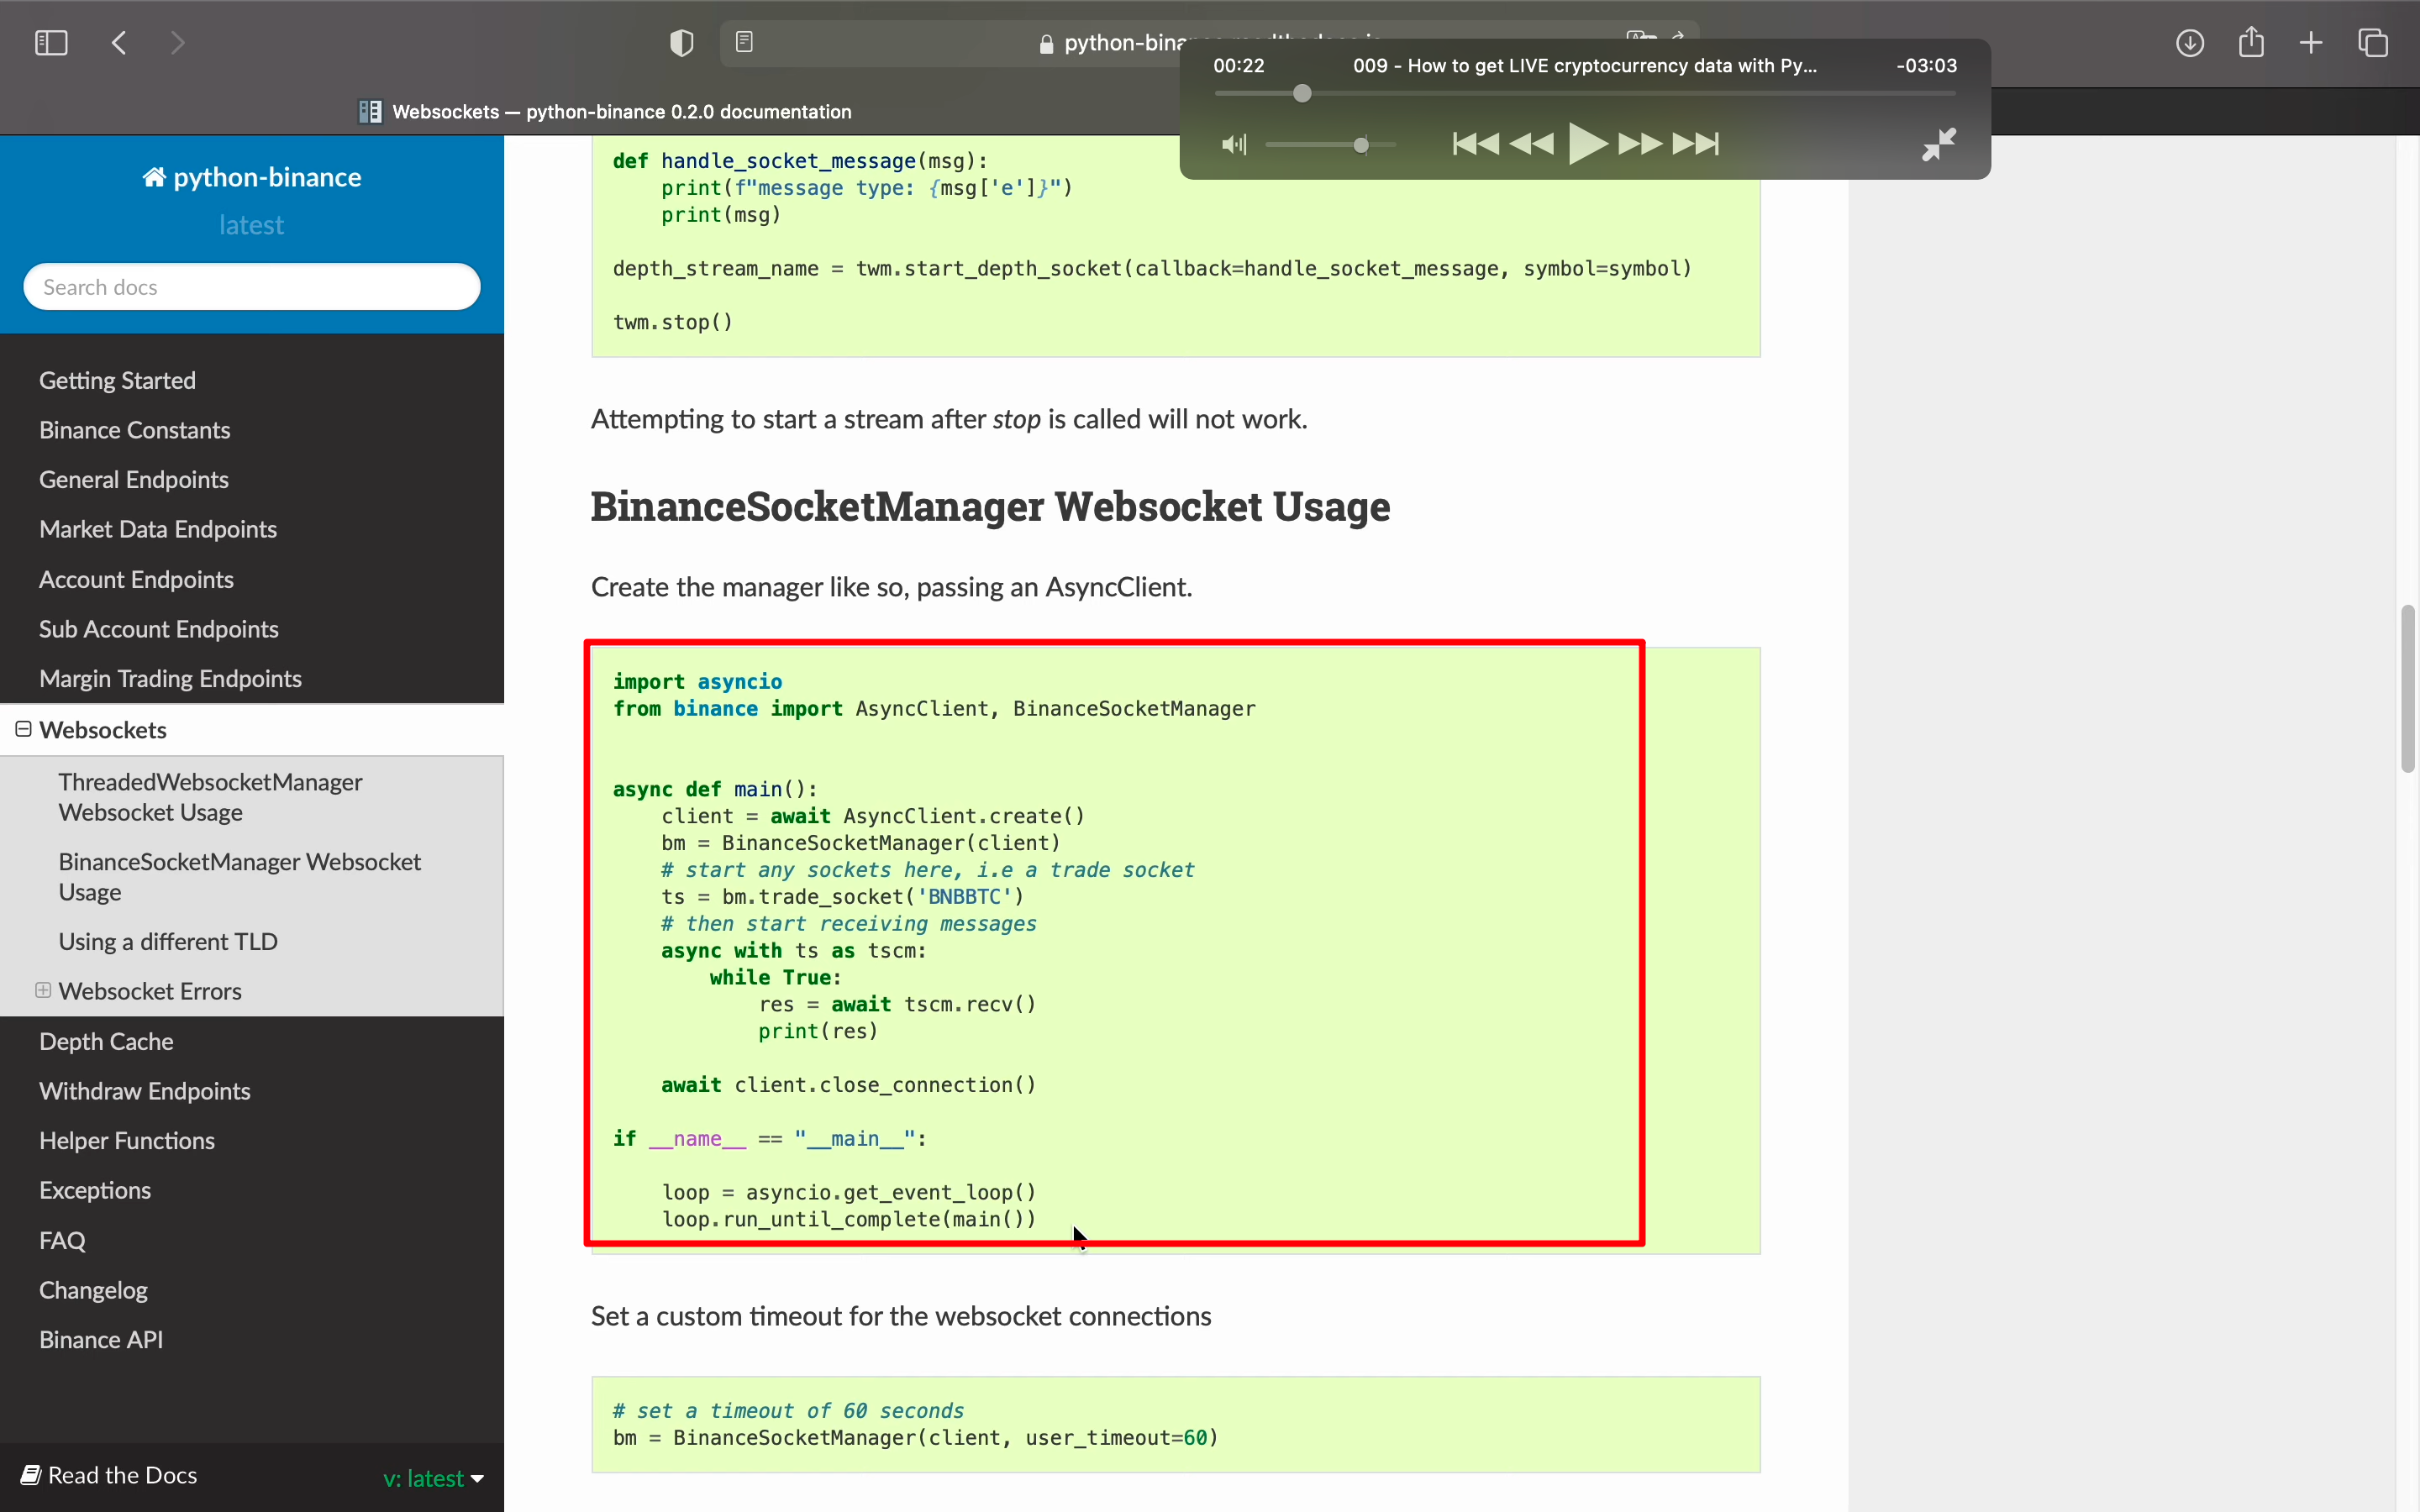 python-bina
00:22
009 - How to get LIVE cryptocurrency data with Py...
-03:03
Websockets — python-binance 0.2.0 documentation
python-binance
latest
Search docs
Getting Started
Binance Constants
General Endpoints
Market Data Endpoints
Account Endpoints
Sub Account Endpoints
Margin Trading Endpoints
Websockets
ThreadedWebsocketManager
Websocket Usage
BinanceSocketManager Websocket
Usage
Using a different TLD
Websocket Errors
Depth Cache
Withdraw Endpoints
Helper Functions
Exceptions
FAQ
Changelog
Binance API
Read the Docs
v: latest
def handle_socket_message(msg):
    print(f"message type: {msg['e']}")
    print(msg)
depth_stream_name = twm.start_depth_socket(callback=handle_socket_message, symbol=symbol)
twm.stop()
Attempting to start a stream after stop is called will not work.
BinanceSocketManager Websocket Usage
Create the manager like so, passing an AsyncClient.
import asyncio
from binance import AsyncClient, BinanceSocketManager
async def main():
    client = await AsyncClient.create()
    bm = BinanceSocketManager(client)
    # start any sockets here, i.e a trade socket
    ts = bm.trade_socket('BNBBTC')
    # then start receiving messages
    async with ts as tscm:
        while True:
            res = await tscm.recv()
            print(res)
    await client.close_connection()
if __name__ == "__main__":
    loop = asyncio.get_event_loop()
    loop.run_until_complete(main())
Set a custom timeout for the websocket connections
# set a timeout of 60 seconds
bm = BinanceSocketManager(client, user_timeout=60)